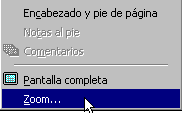 Encabezado y pie de página
Notas al pie
Comentarios
Pantalla completa
Zoom...